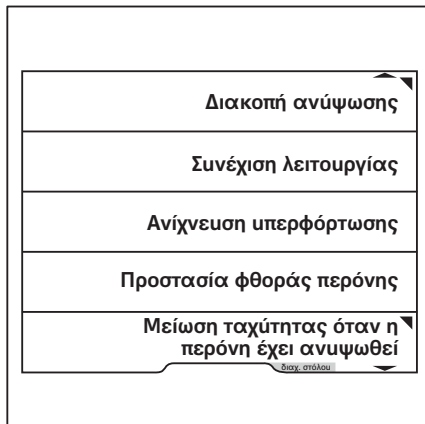 Διακοπή ανύψωσης
Συνέχιση λειτουργίας
Ανίχνευση υπερφόρτωσης
Προστασία φθοράς περόνης
Μείωση ταχύτητας όταν η
περόνη έχει ανυψωθεί
διαχ. στόλου